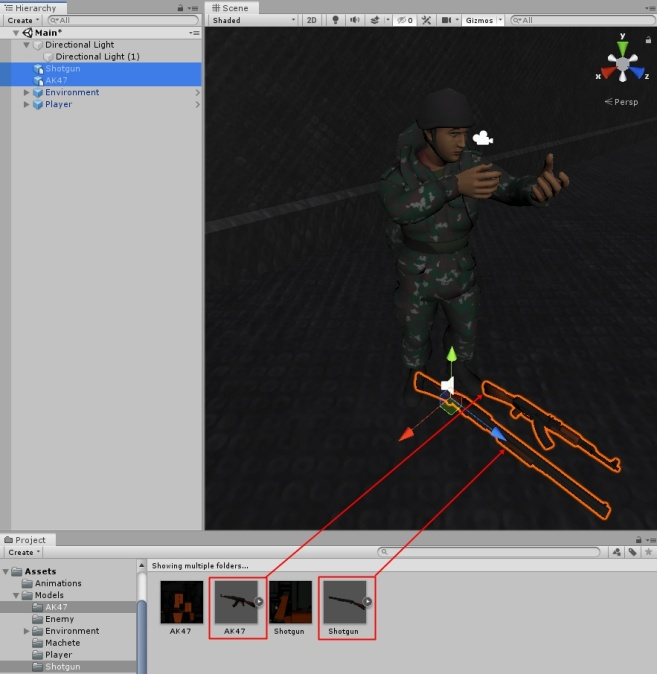 Hierarchy
Create All
Main*
Directional Light
Directional Light (1)
Shotgun
AK47
Environment
Player
Scene
Shaded 2D 0 Gizmos All
y
x z
Persp
Project
Create
Assets
Animations
Models
AK47
Enemy
Environment
Machete
Player
Shotgun
Showing multiple folders...
AK47 AK47 Shotgun Shotgun